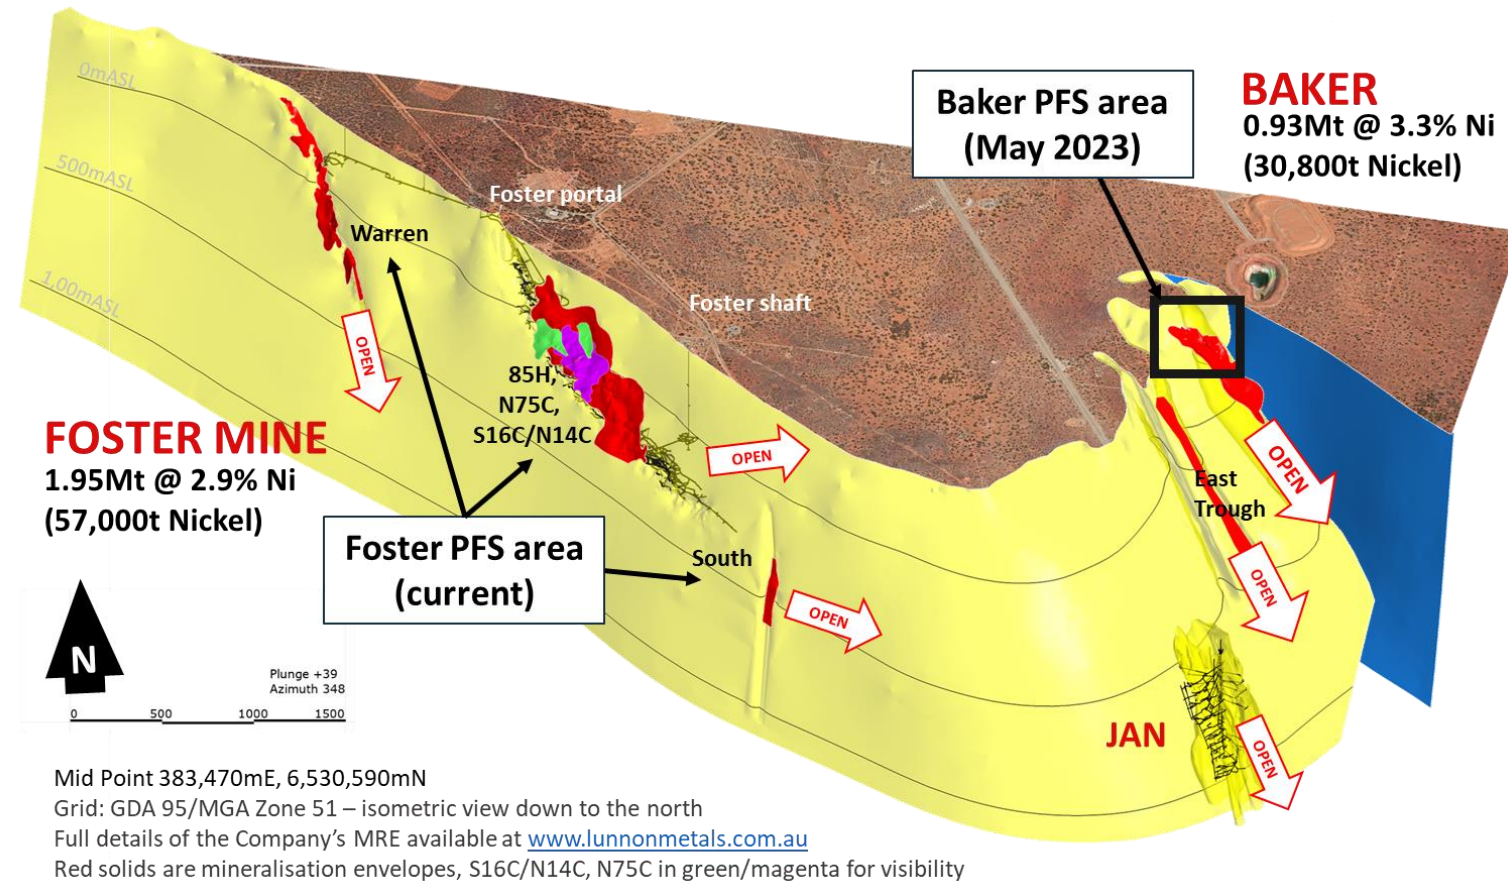 0mASL
500mASL
1,00mASL
Foster portal
Warren
Foster shaft
OPEN
85H,
N75C,
S16C/N14C
OPEN
FOSTER MINE
1.95Mt @ 2.9% Ni
(57,000t Nickel)
Foster PFS area
(current)
South
OPEN
Baker PFS area
(May 2023)
BAKER
0.93Mt @ 3.3% Ni
(30,800t Nickel)
OPEN
East
Trough
OPEN
JAN
OPEN
N
Plunge +39
Azimuth 348
0 500 1000 1500
Mid Point 383,470mE, 6,530,590mN
Grid: GDA 95/MGA Zone 51 – isometric view down to the north
Full details of the Company’s MRE available at www.lunnonmetals.com.au
Red solids are mineralisation envelopes, S16C/N14C, N75C in green/magenta for visibility